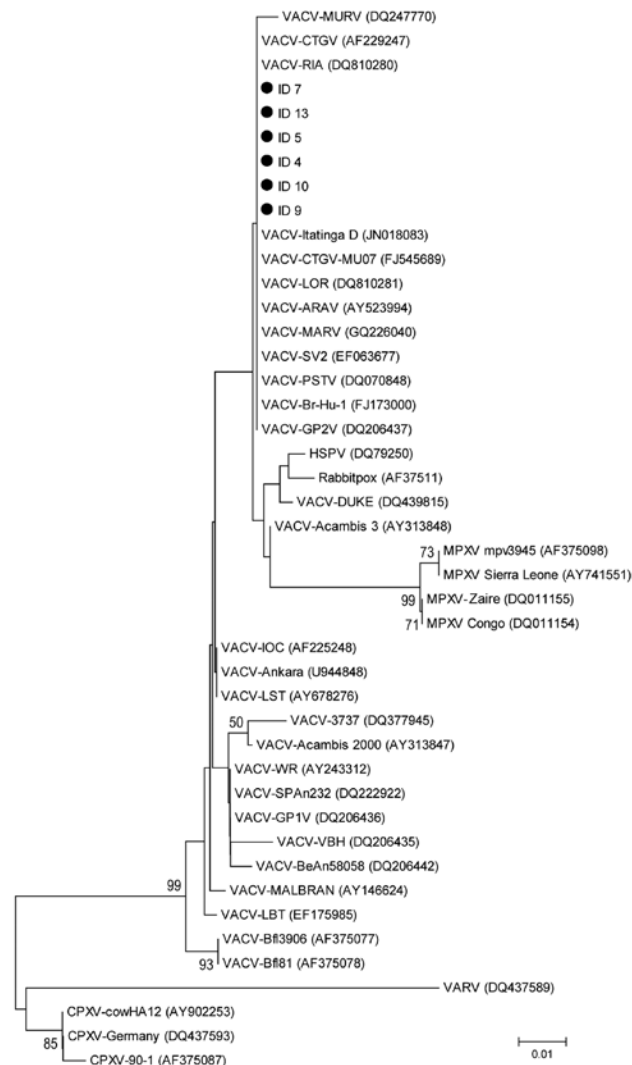 VACV-MURV (DQ247770)
VACV-CTGV (AF229247)
VACV-RIA (DQ810280)
ID 7
ID 13
ID 5
ID 4
ID 10
ID 9
VACV-Itatinga D (JN018083)
VACV-CTGV-MU07 (FJ545689)
VACV-LOR (DQ810281)
VACV-ARAV (AY523994)
VACV-MARV (GQ226040)
VACV-SV2 (EF063677)
VACV-PSTV (DQ070848)
VACV-Br-Hu-1 (FJ173000)
VACV-GP2V (DQ206437)
HSPV (DQ79250)
Rabbitpox (AF37511)
VACV-DUKE (DQ439815)
VACV-Acambis 3 (AY313848)
73 MPXV mpv3945 (AF375098)
MPXV Sierra Leone (AY741551)
99 MPXV-Zaire (DQ011155)
71 MPXV Congo (DQ011154)
VACV-IOC (AF225248)
VACV-Ankara (U944848)
VACV-LST (AY678276)
50 VACV-3737 (DQ377945)
VACV-Acambis 2000 (AY313847)
VACV-WR (AY243312)
VACV-SPAn232 (DQ222922)
VACV-GP1V (DQ206436)
VACV-VBH (DQ206435)
VACV-BeAn58058 (DQ206442)
99
VACV-MALBRAN (AY146624)
VACV-LBT (EF175985)
VACV-Bfl3906 (AF375077)
93 VACV-Bfl81 (AF375078)
VARV (DQ437589)
CPXV-cowHA12 (AY902253)
CPXV-Germany (DQ437593)
85
CPXV-90-1 (AF375087)
0.01